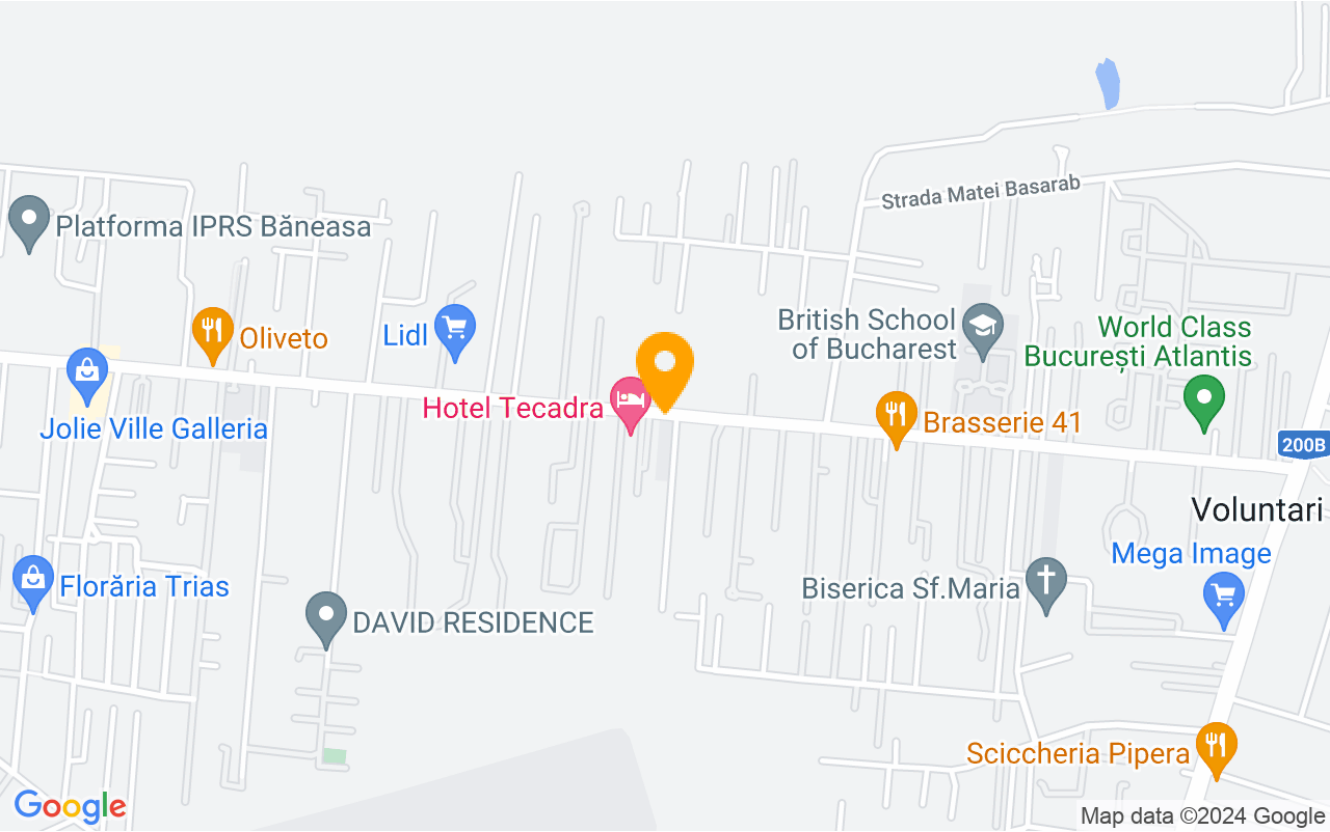 Strada Matei Basarab
Platforma IPRS Băneasa
Oliveto
Lidl
British School
of Bucharest
World Class
București Atlantis
Hotel Tecadra
Brasserie 41
Jolie Ville Galleria
200B
Voluntari
Mega Image
Florăria Trias
Biserica Sf.Maria
DAVID RESIDENCE
Sciccheria Pipera
Google
Map data ©2024 Google